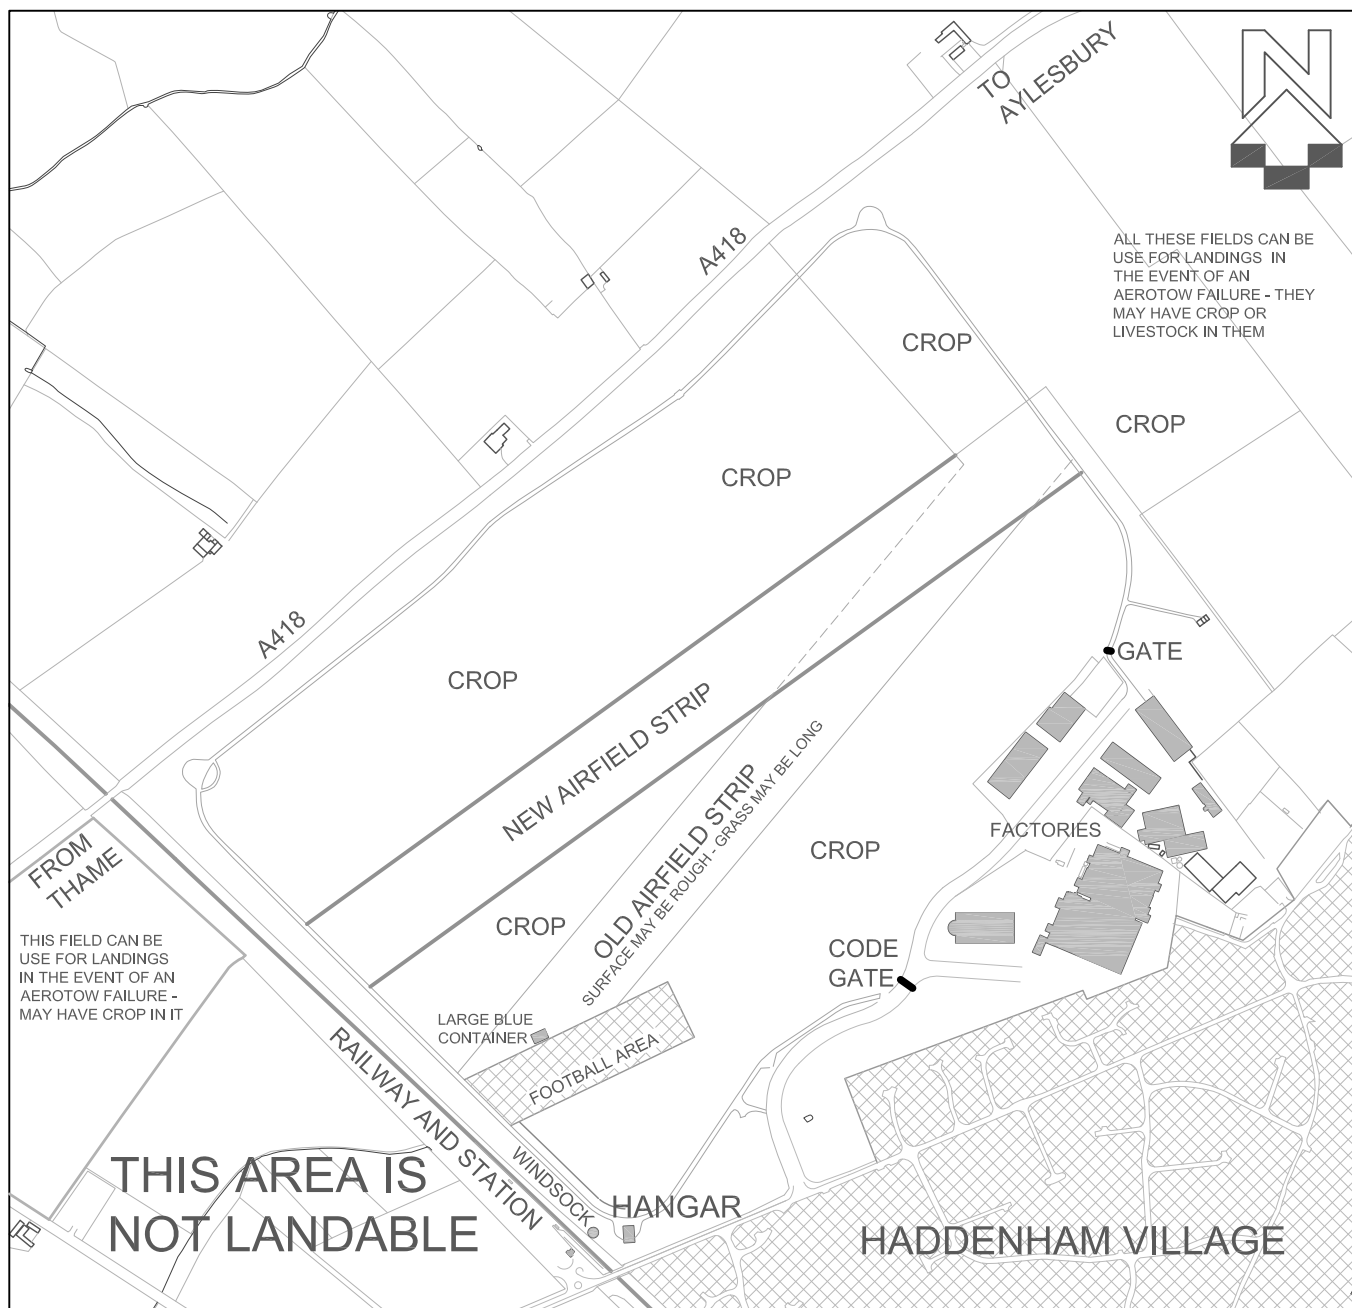 N
TO
AYLESBURY
A418
ALL THESE FIELDS CAN BE
USE FOR LANDINGS IN
THE EVENT OF AN
AEROTOW FAILURE - THEY
MAY HAVE CROP OR
LIVESTOCK IN THEM
CROP
CROP
CROP
A418
CROP
GATE
NEW AIRFIELD STRIP
OLD AIRFIELD STRIP
SURFACE MAY BE ROUGH - GRASS MAY BE LONG
FACTORIES
CROP
FROM
THAME
CROP
THIS FIELD CAN BE
USE FOR LANDINGS
IN THE EVENT OF AN
AEROTOW FAILURE -
MAY HAVE CROP IN IT
CODE
GATE
LARGE BLUE
CONTAINER
FOOTBALL AREA
RAILWAY AND STATION
WINDSOCK
THIS AREA IS
NOT LANDABLE
HANGAR
HADDENHAM VILLAGE